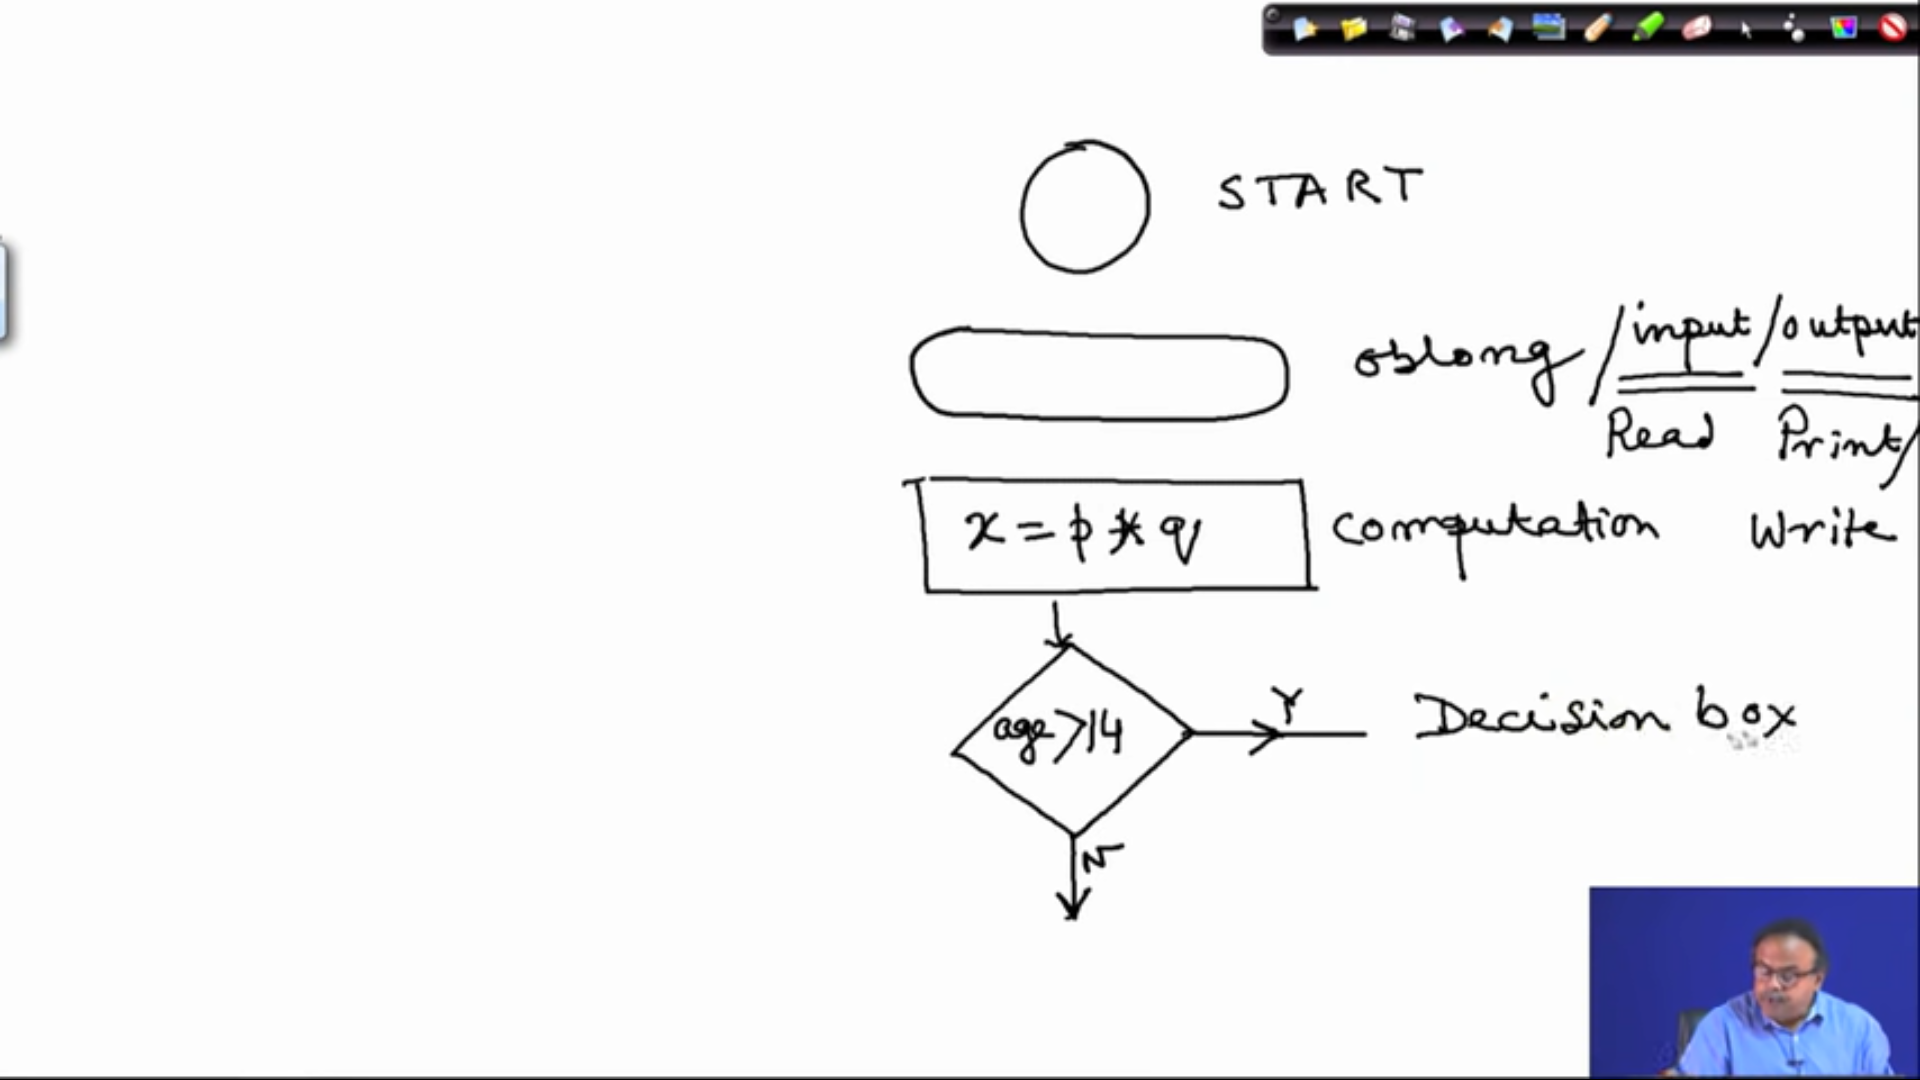 START
oblong / input / output
Read Print /
x = p * q computation Write
age > 14 Y Decision box
N